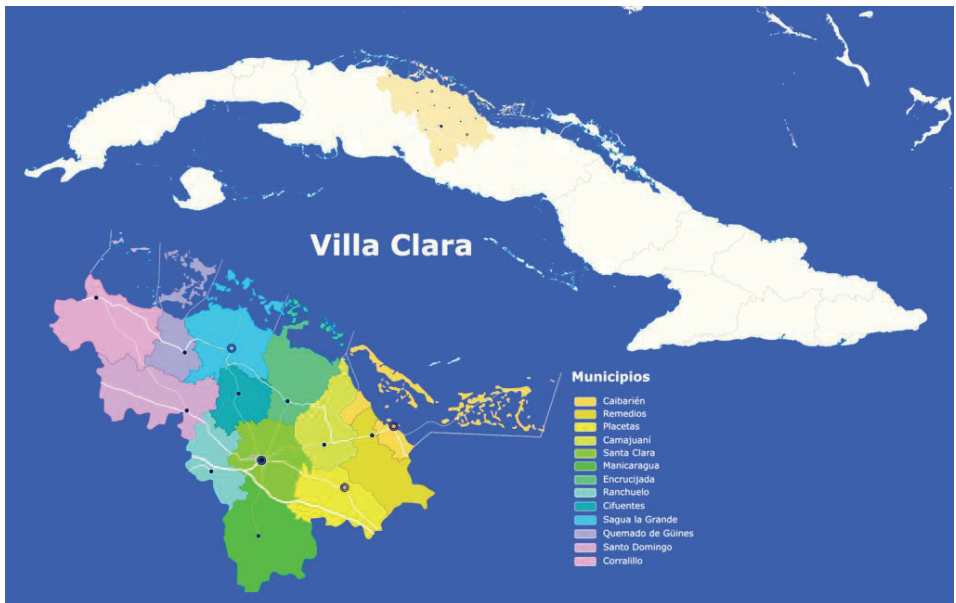 Villa Clara
Municipios
Caibarién
Remedios
Placetas
Camajuaní
Santa Clara
Manicaragua
Encrucijada
Ranchuelo
Cifuentes
Sagua la Grande
Quemado de Güines
Santo Domingo
Corralillo